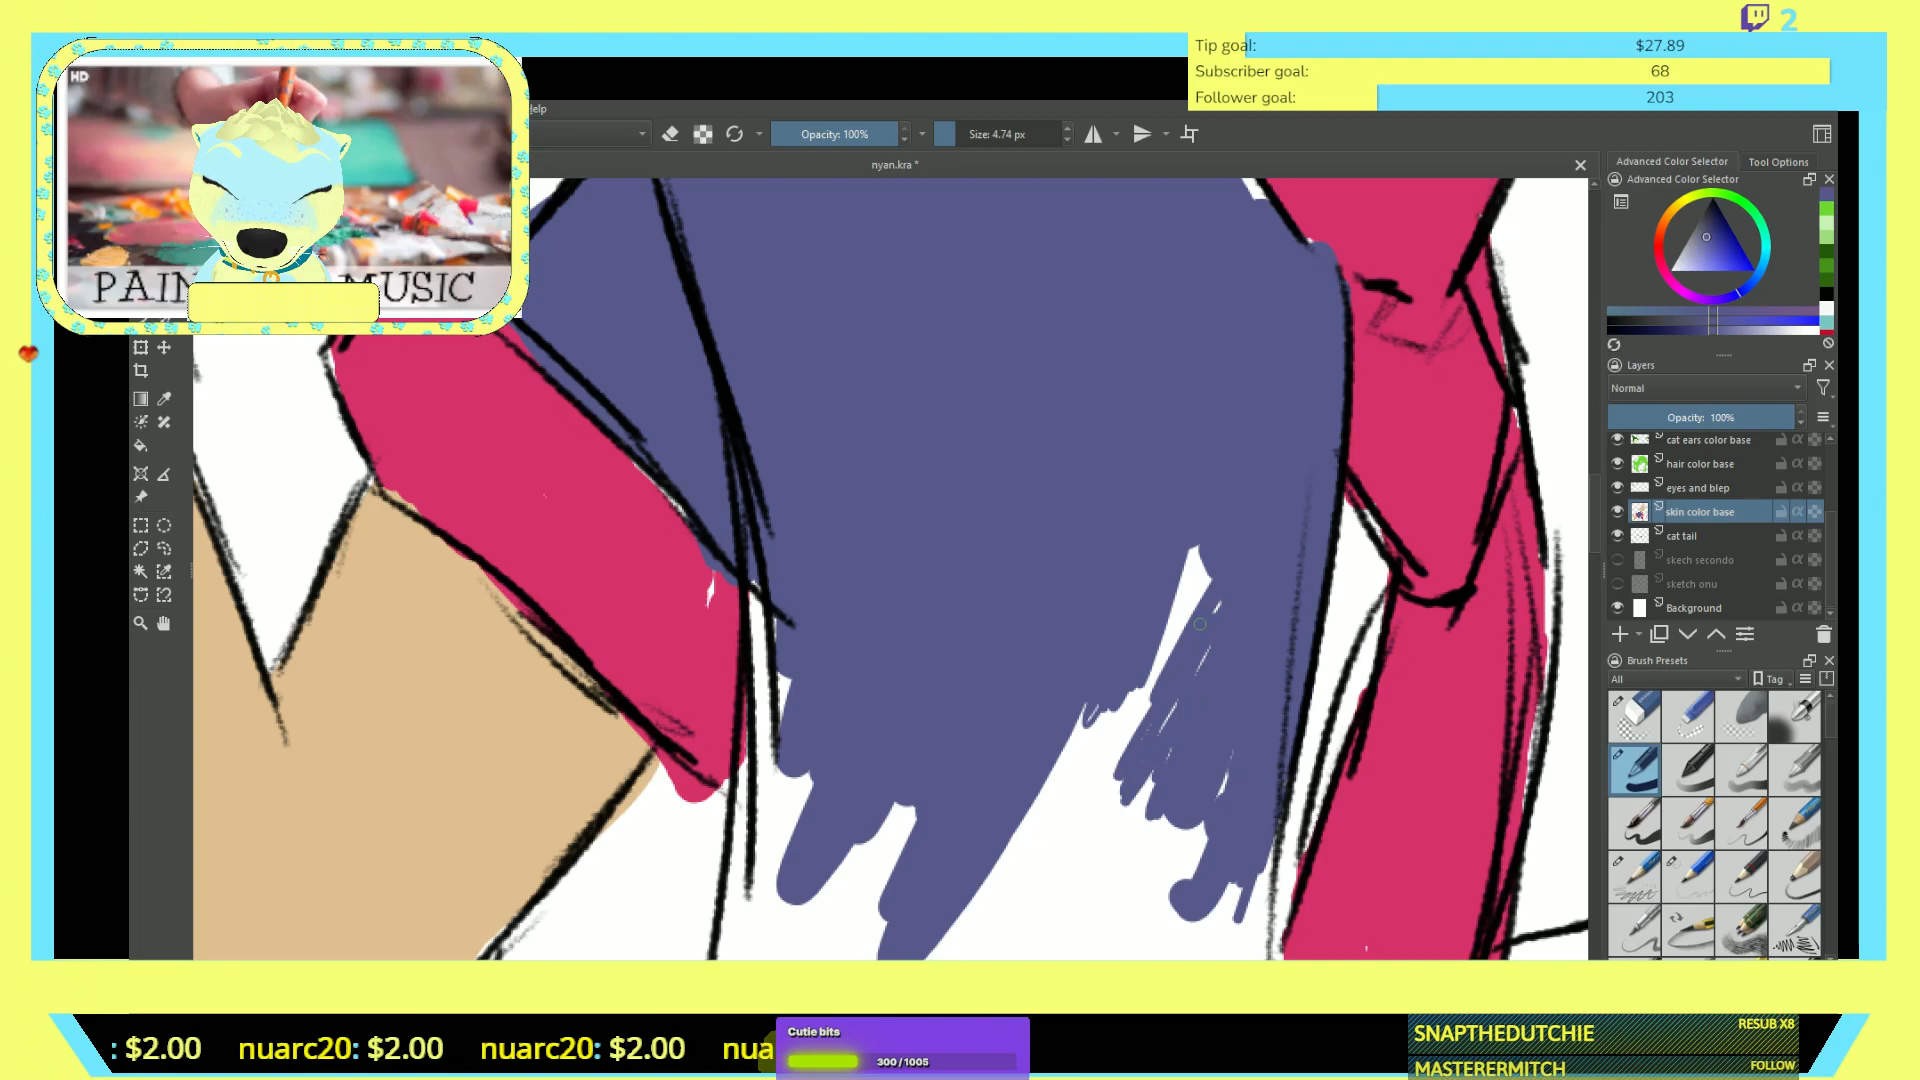 2
Tip goal: $27.89
Subscriber goal: 68
Follower goal: 203
HD
Help
Opacity: 100%
Size: 4.74 px
nyan.kra *
Advanced Color Selector
Tool Options
Advanced Color Selector
Layers
Normal
Opacity: 100%
cat ears color base
hair color base
eyes and blep
skin color base
cat tail
skech secondo
sketch onu
Background
Brush Presets
All
Tag
: $2.00 nuarc20: $2.00 nuarc20: $2.00 nua
Cutie bits
300 / 1005
SNAPTHEDUTCHIE RESUB X8
MASTERERMITCH FOLLOW